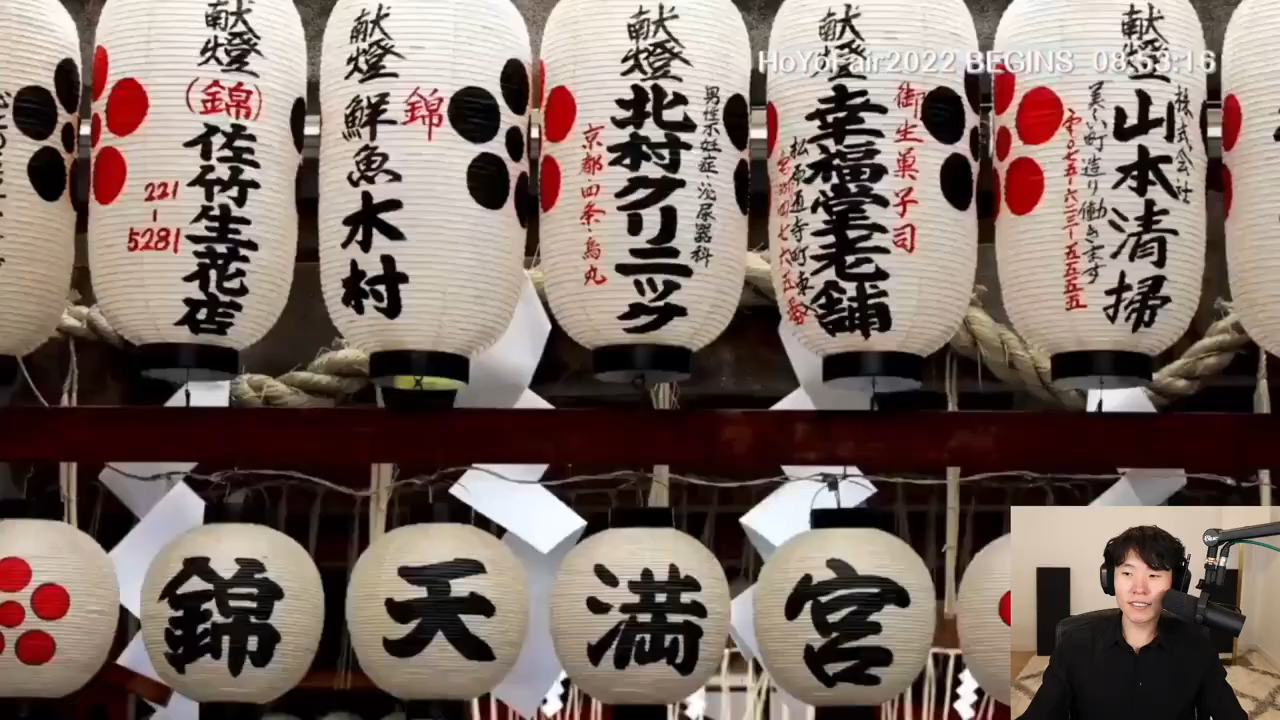 HoYoFair2022 BEGINS 08:53:16
献燈
(錦)
佐竹生花店
221-5281
献燈
錦
鮮魚木村
献燈
男性不妊症・泌尿器科
北村クリニック
京都・四条・烏丸
献燈
御生菓子司
幸福堂老舗
献燈
株式会社
山本清掃
美しい町造り働きます
錦
天
満
宮